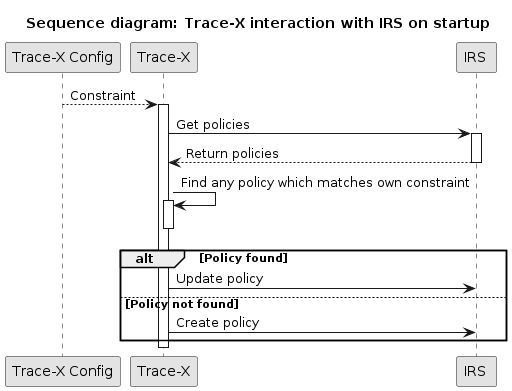 Sequence diagram: Trace-X interaction with IRS on startup
Trace-X Config Trace-X IRS
Constraint
Get policies
Return policies
Find any policy which matches own constraint
alt [Policy found]
Update policy
[Policy not found]
Create policy
Trace-X Config Trace-X IRS